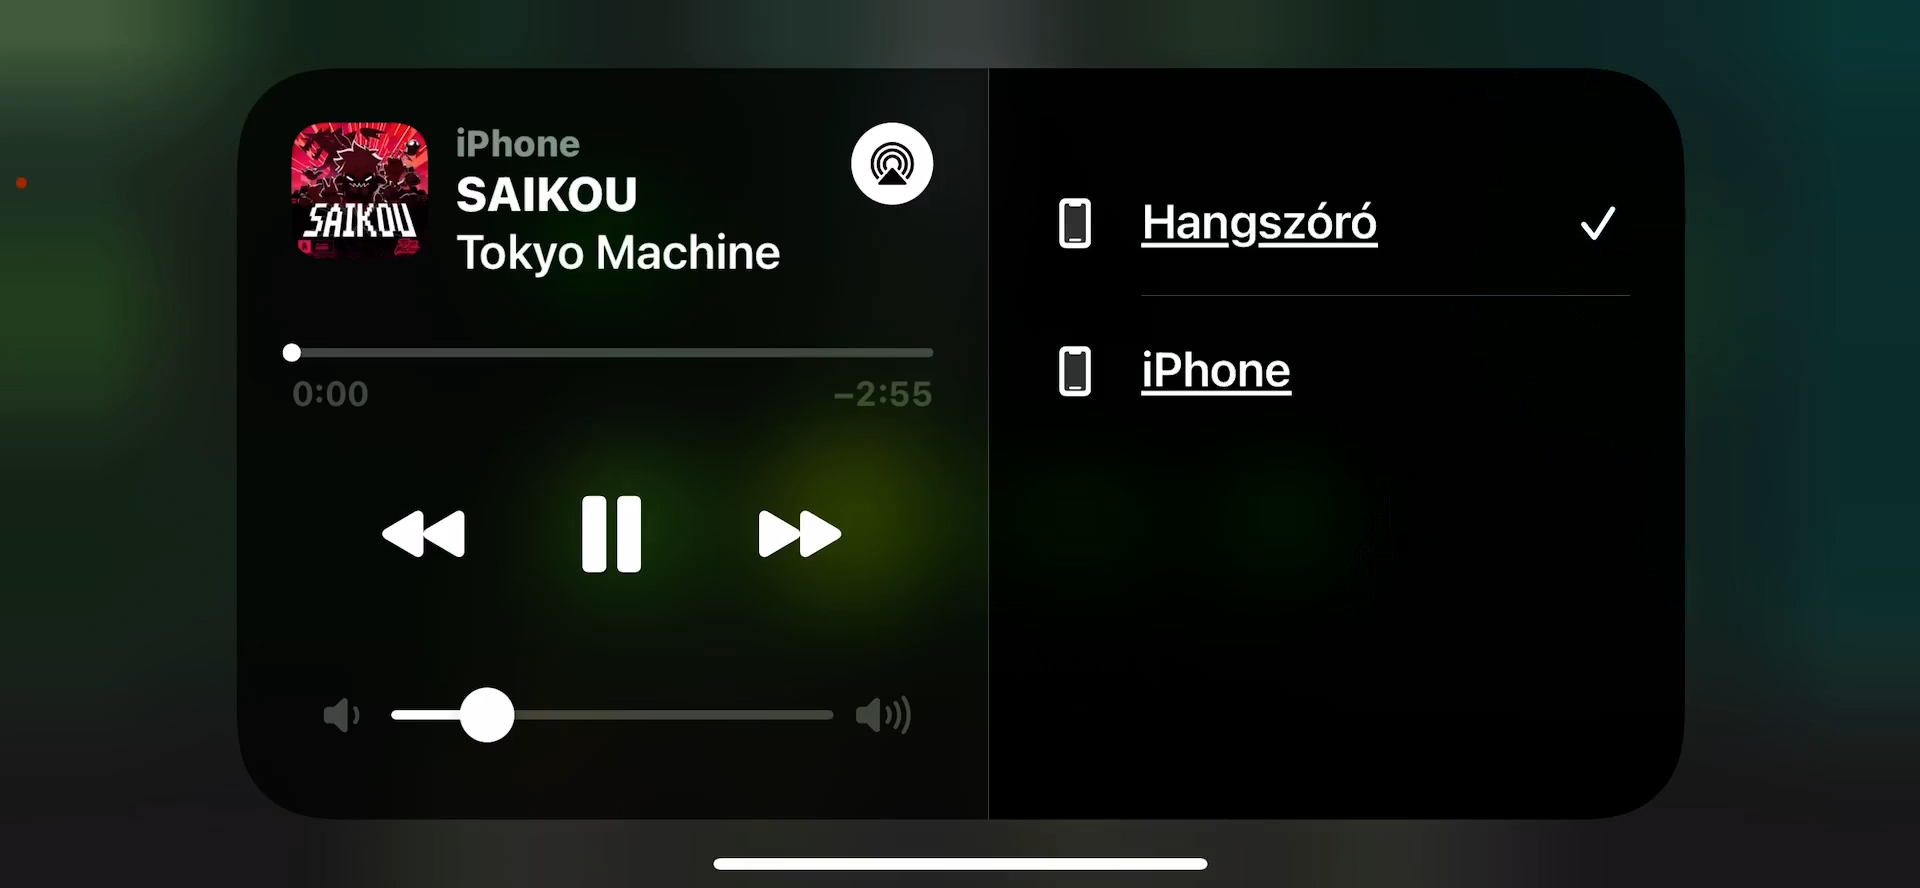 SAIKOU
iPhone
SAIKOU
Tokyo Machine
0:00
–2:55
Hangszóró
iPhone